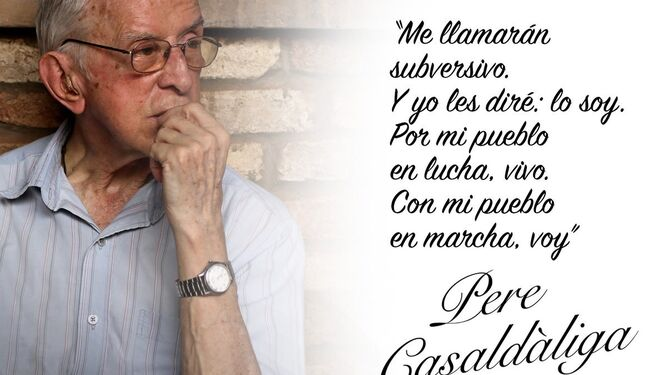 “Me llamarán
subversivo.
Y yo les diré: lo soy.
Por mi pueblo
en lucha, vivo.
Con mi pueblo
en marcha, voy”
Pere
Casaldàliga